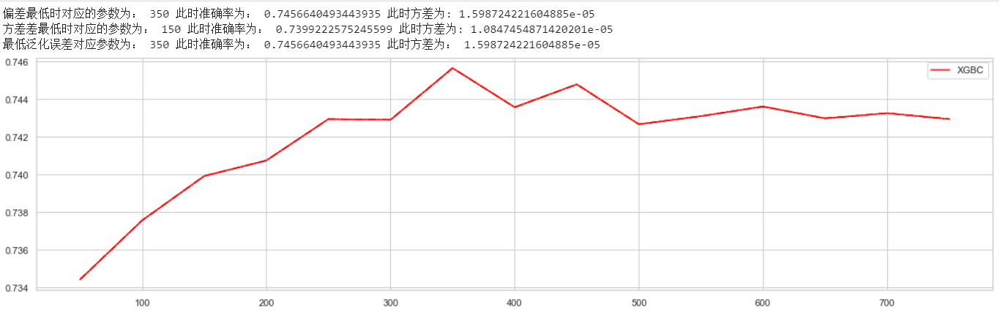 偏差最低时对应的参数为： 350 此时准确率为： 0.7456640493443935 此时方差为: 1.598724221604885e-05
方差差最低时对应的参数为： 150 此时准确率为： 0.7399222575245599 此时方差为: 1.0847454871420201e-05
最低泛化误差对应参数为： 350 此时准确率为： 0.7456640493443935 此时方差为： 1.598724221604885e-05
XGBC
0.746
0.744
0.742
0.740
0.738
0.736
0.734
100 200 300 400 500 600 700